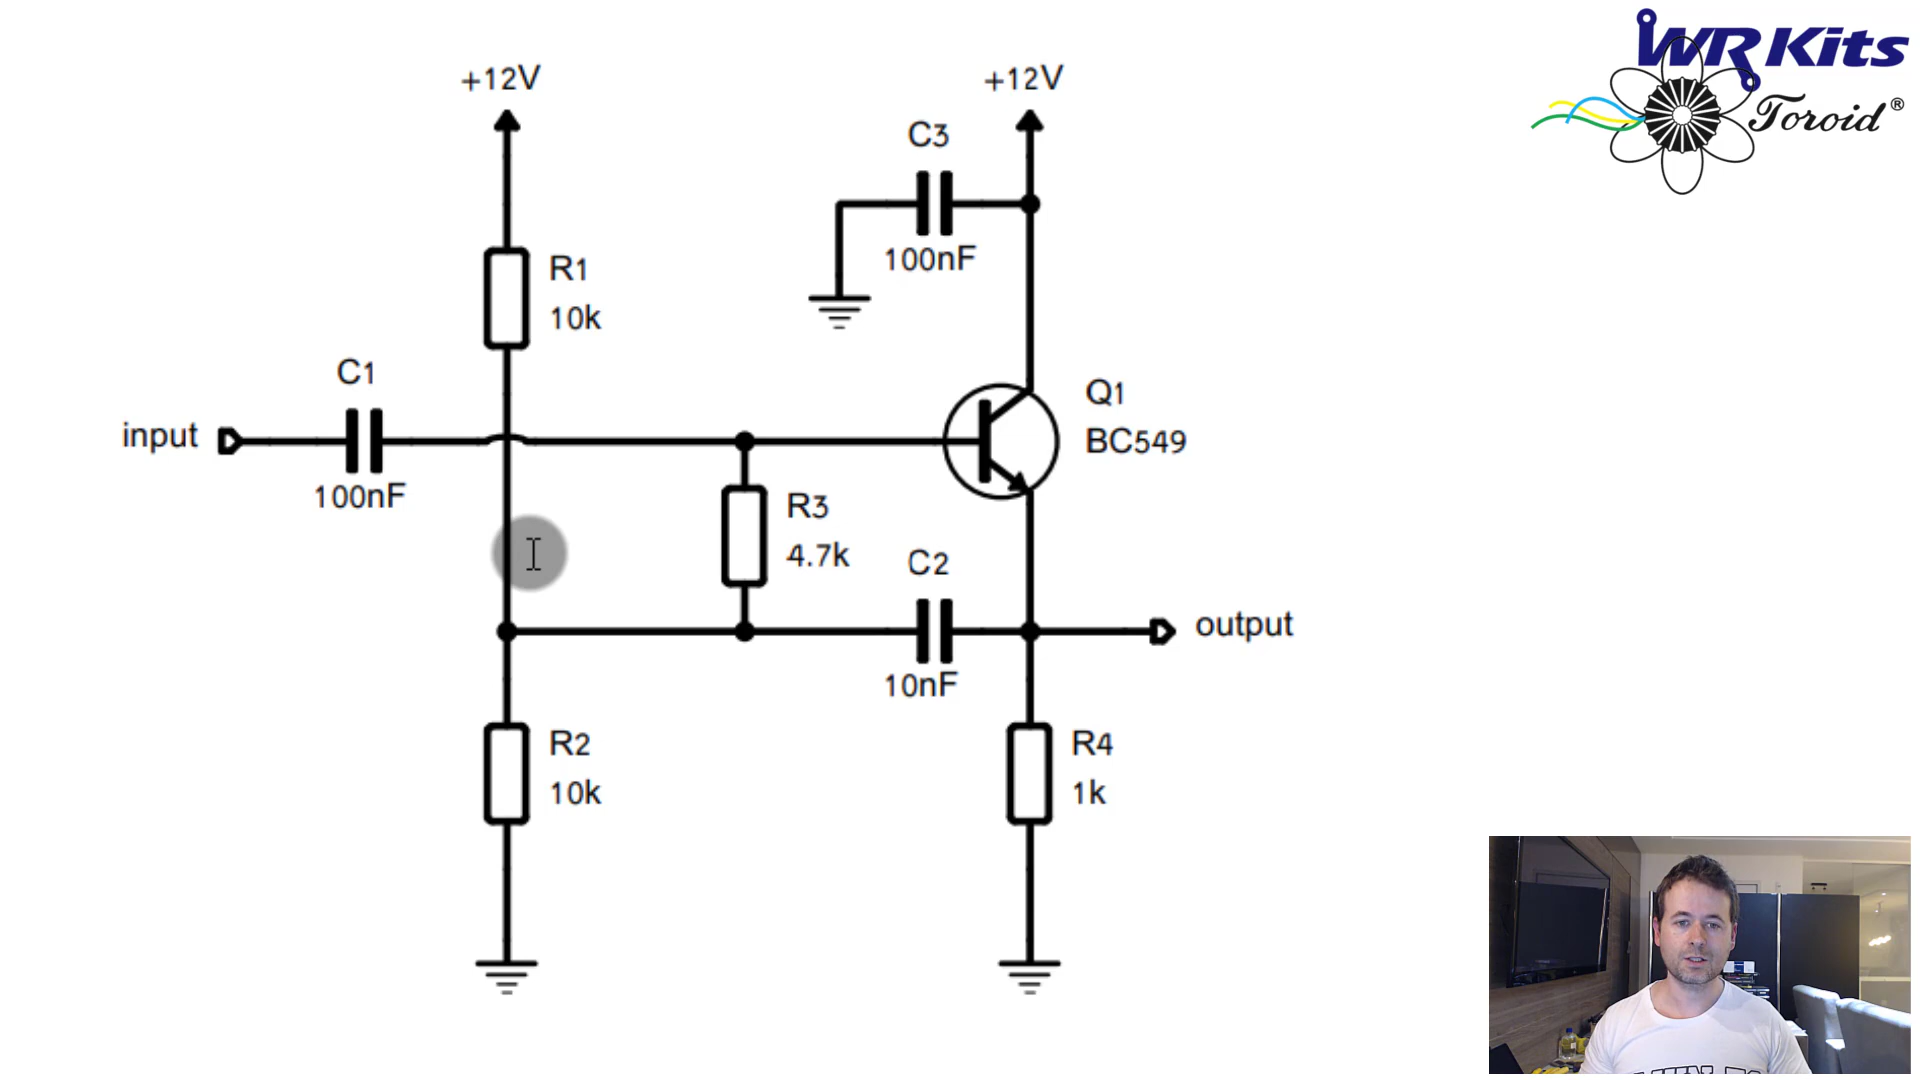 WR Kits
Toroid®
+12V
+12V
C3
100nF
R1
10k
C1
100nF
input
Q1
BC549
R3
4.7k
C2
10nF
output
R2
10k
R4
1k